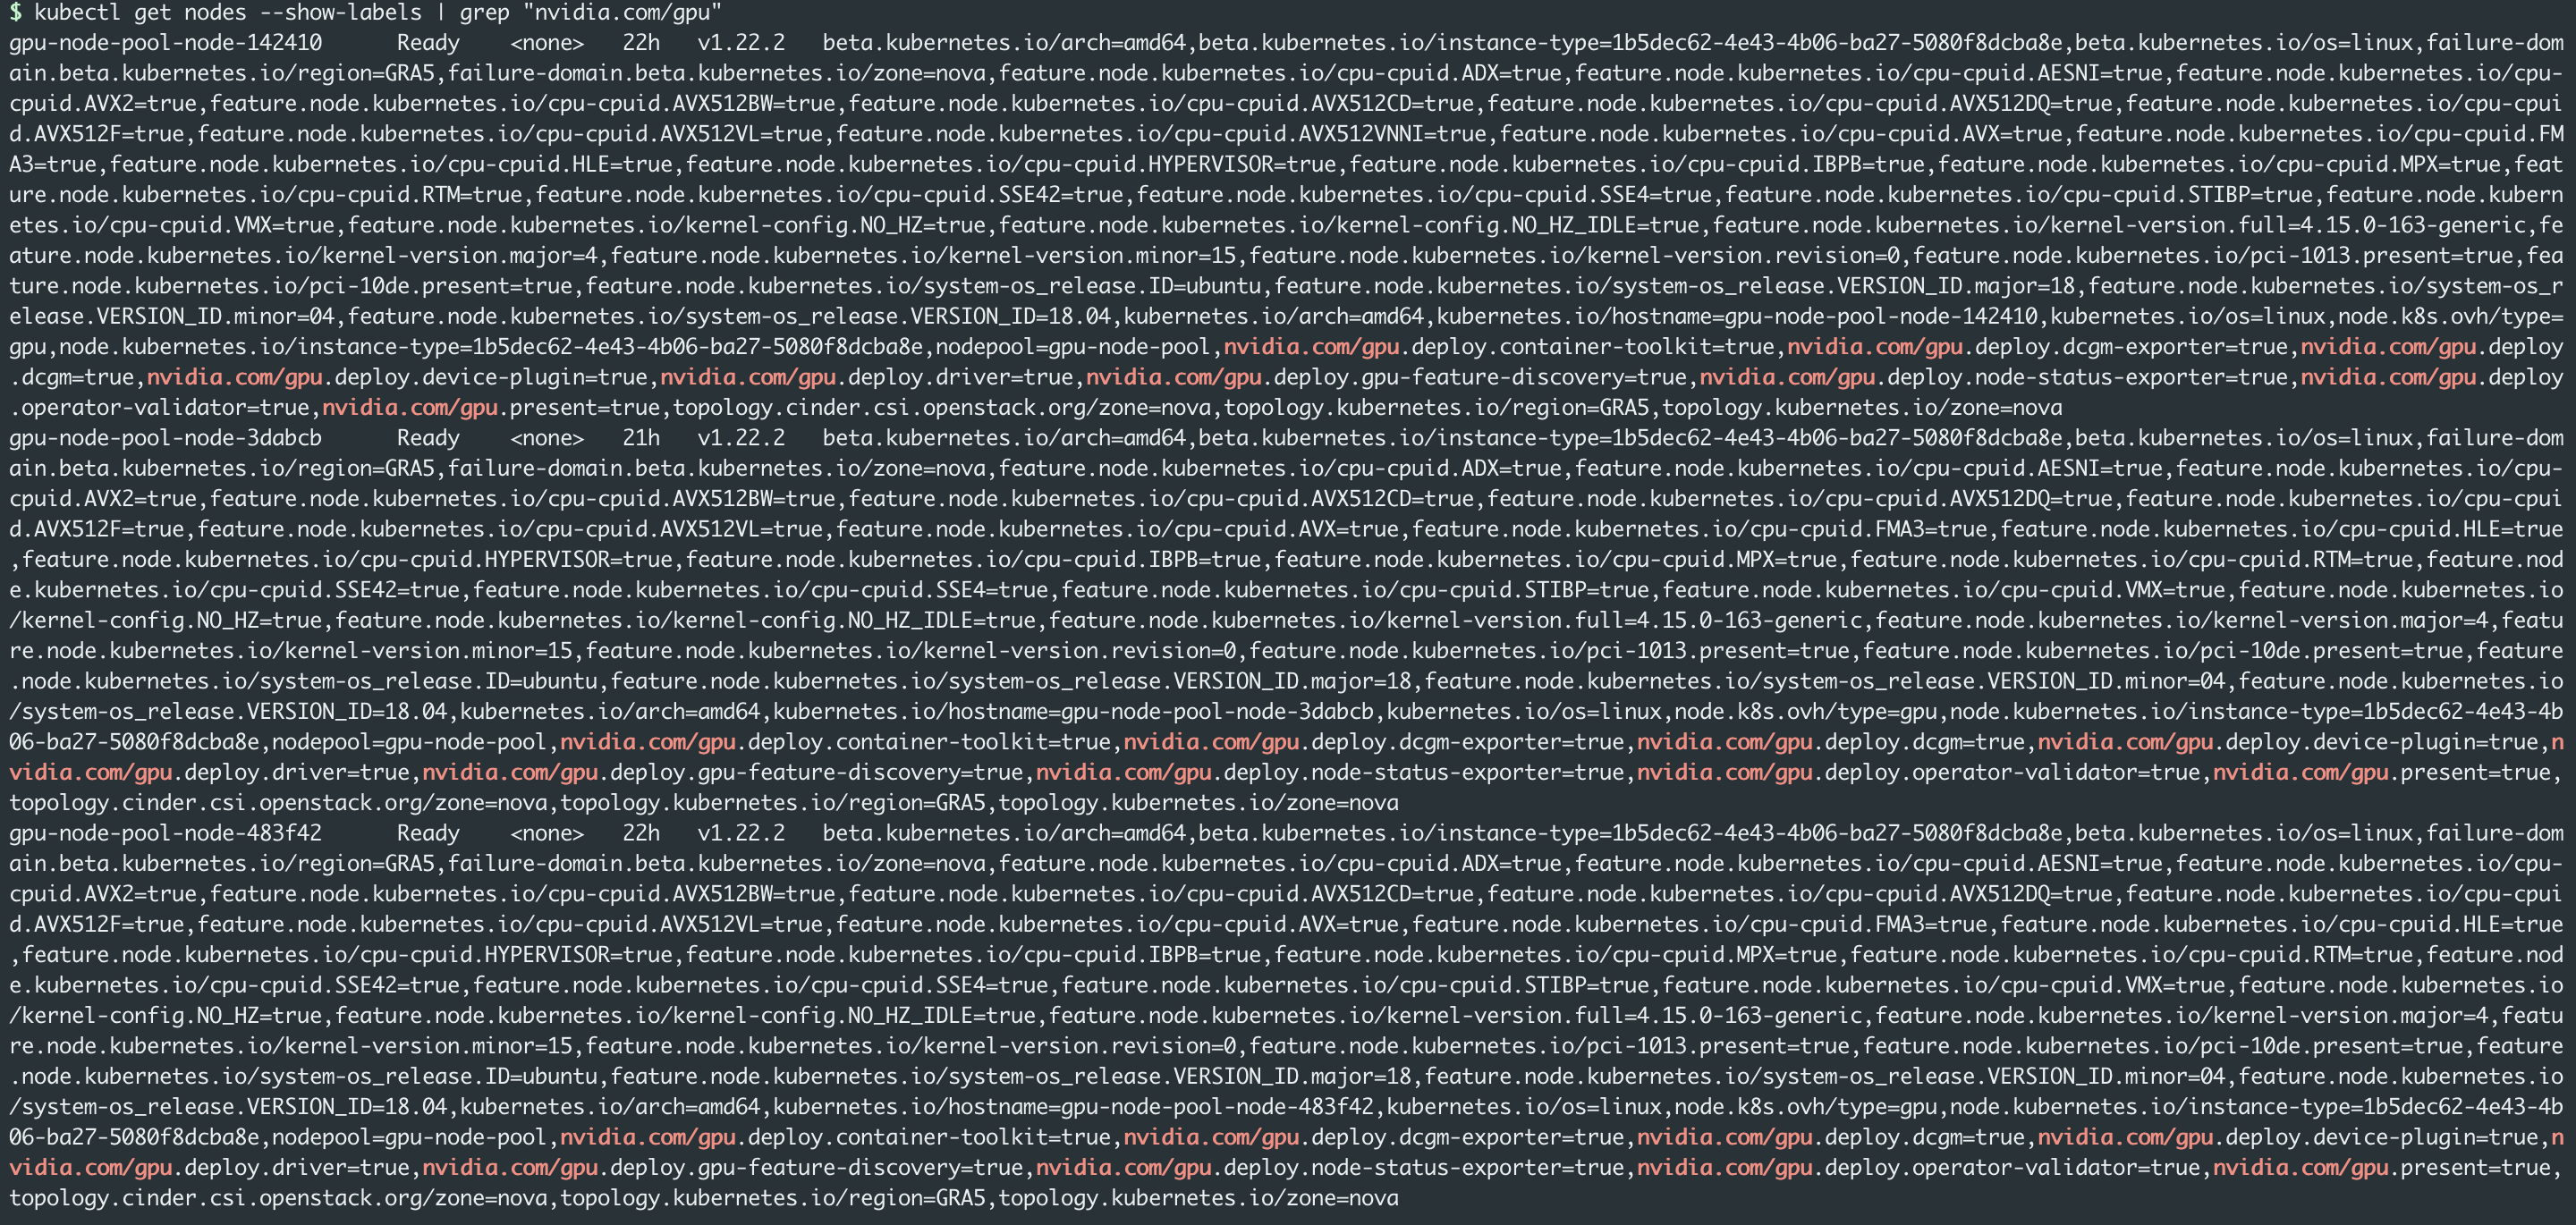 $ kubectl get nodes --show-labels | grep "nvidia.com/gpu"
gpu-node-pool-node-142410      Ready    <none>   22h   v1.22.2   beta.kubernetes.io/arch=amd64,beta.kubernetes.io/instance-type=1b5dec62-4e43-4b06-ba27-5080f8dcba8e,beta.kubernetes.io/os=linux,failure-dom
ain.beta.kubernetes.io/region=GRA5,failure-domain.beta.kubernetes.io/zone=nova,feature.node.kubernetes.io/cpu-cpuid.ADX=true,feature.node.kubernetes.io/cpu-cpuid.AESNI=true,feature.node.kubernetes.io/cpu-
cpuid.AVX2=true,feature.node.kubernetes.io/cpu-cpuid.AVX512BW=true,feature.node.kubernetes.io/cpu-cpuid.AVX512CD=true,feature.node.kubernetes.io/cpu-cpuid.AVX512DQ=true,feature.node.kubernetes.io/cpu-cpui
d.AVX512F=true,feature.node.kubernetes.io/cpu-cpuid.AVX512VL=true,feature.node.kubernetes.io/cpu-cpuid.AVX512VNNI=true,feature.node.kubernetes.io/cpu-cpuid.AVX=true,feature.node.kubernetes.io/cpu-cpuid.FM
A3=true,feature.node.kubernetes.io/cpu-cpuid.HLE=true,feature.node.kubernetes.io/cpu-cpuid.HYPERVISOR=true,feature.node.kubernetes.io/cpu-cpuid.IBPB=true,feature.node.kubernetes.io/cpu-cpuid.MPX=true,feat
ure.node.kubernetes.io/cpu-cpuid.RTM=true,feature.node.kubernetes.io/cpu-cpuid.SSE42=true,feature.node.kubernetes.io/cpu-cpuid.SSE4=true,feature.node.kubernetes.io/cpu-cpuid.STIBP=true,feature.node.kubern
etes.io/cpu-cpuid.VMX=true,feature.node.kubernetes.io/kernel-config.NO_HZ=true,feature.node.kubernetes.io/kernel-config.NO_HZ_IDLE=true,feature.node.kubernetes.io/kernel-version.full=4.15.0-163-generic,fe
ature.node.kubernetes.io/kernel-version.major=4,feature.node.kubernetes.io/kernel-version.minor=15,feature.node.kubernetes.io/kernel-version.revision=0,feature.node.kubernetes.io/pci-1013.present=true,fea
ture.node.kubernetes.io/pci-10de.present=true,feature.node.kubernetes.io/system-os_release.ID=ubuntu,feature.node.kubernetes.io/system-os_release.VERSION_ID.major=18,feature.node.kubernetes.io/system-os_r
elease.VERSION_ID.minor=04,feature.node.kubernetes.io/system-os_release.VERSION_ID=18.04,kubernetes.io/arch=amd64,kubernetes.io/hostname=gpu-node-pool-node-142410,kubernetes.io/os=linux,node.k8s.ovh/type=
gpu,node.kubernetes.io/instance-type=1b5dec62-4e43-4b06-ba27-5080f8dcba8e,nodepool=gpu-node-pool,nvidia.com/gpu.deploy.container-toolkit=true,nvidia.com/gpu.deploy.dcgm-exporter=true,nvidia.com/gpu.deploy
.dcgm=true,nvidia.com/gpu.deploy.device-plugin=true,nvidia.com/gpu.deploy.driver=true,nvidia.com/gpu.deploy.gpu-feature-discovery=true,nvidia.com/gpu.deploy.node-status-exporter=true,nvidia.com/gpu.deploy
.operator-validator=true,nvidia.com/gpu.present=true,topology.cinder.csi.openstack.org/zone=nova,topology.kubernetes.io/region=GRA5,topology.kubernetes.io/zone=nova
gpu-node-pool-node-3dabcb      Ready    <none>   21h   v1.22.2   beta.kubernetes.io/arch=amd64,beta.kubernetes.io/instance-type=1b5dec62-4e43-4b06-ba27-5080f8dcba8e,beta.kubernetes.io/os=linux,failure-dom
ain.beta.kubernetes.io/region=GRA5,failure-domain.beta.kubernetes.io/zone=nova,feature.node.kubernetes.io/cpu-cpuid.ADX=true,feature.node.kubernetes.io/cpu-cpuid.AESNI=true,feature.node.kubernetes.io/cpu-
cpuid.AVX2=true,feature.node.kubernetes.io/cpu-cpuid.AVX512BW=true,feature.node.kubernetes.io/cpu-cpuid.AVX512CD=true,feature.node.kubernetes.io/cpu-cpuid.AVX512DQ=true,feature.node.kubernetes.io/cpu-cpui
d.AVX512F=true,feature.node.kubernetes.io/cpu-cpuid.AVX512VL=true,feature.node.kubernetes.io/cpu-cpuid.AVX=true,feature.node.kubernetes.io/cpu-cpuid.FMA3=true,feature.node.kubernetes.io/cpu-cpuid.HLE=true
,feature.node.kubernetes.io/cpu-cpuid.HYPERVISOR=true,feature.node.kubernetes.io/cpu-cpuid.IBPB=true,feature.node.kubernetes.io/cpu-cpuid.MPX=true,feature.node.kubernetes.io/cpu-cpuid.RTM=true,feature.nod
e.kubernetes.io/cpu-cpuid.SSE42=true,feature.node.kubernetes.io/cpu-cpuid.SSE4=true,feature.node.kubernetes.io/cpu-cpuid.STIBP=true,feature.node.kubernetes.io/cpu-cpuid.VMX=true,feature.node.kubernetes.io
/kernel-config.NO_HZ=true,feature.node.kubernetes.io/kernel-config.NO_HZ_IDLE=true,feature.node.kubernetes.io/kernel-version.full=4.15.0-163-generic,feature.node.kubernetes.io/kernel-version.major=4,featu
re.node.kubernetes.io/kernel-version.minor=15,feature.node.kubernetes.io/kernel-version.revision=0,feature.node.kubernetes.io/pci-1013.present=true,feature.node.kubernetes.io/pci-10de.present=true,feature
.node.kubernetes.io/system-os_release.ID=ubuntu,feature.node.kubernetes.io/system-os_release.VERSION_ID.major=18,feature.node.kubernetes.io/system-os_release.VERSION_ID.minor=04,feature.node.kubernetes.io
/system-os_release.VERSION_ID=18.04,kubernetes.io/arch=amd64,kubernetes.io/hostname=gpu-node-pool-node-3dabcb,kubernetes.io/os=linux,node.k8s.ovh/type=gpu,node.kubernetes.io/instance-type=1b5dec62-4e43-4b
06-ba27-5080f8dcba8e,nodepool=gpu-node-pool,nvidia.com/gpu.deploy.container-toolkit=true,nvidia.com/gpu.deploy.dcgm-exporter=true,nvidia.com/gpu.deploy.dcgm=true,nvidia.com/gpu.deploy.device-plugin=true,n
vidia.com/gpu.deploy.driver=true,nvidia.com/gpu.deploy.gpu-feature-discovery=true,nvidia.com/gpu.deploy.node-status-exporter=true,nvidia.com/gpu.deploy.operator-validator=true,nvidia.com/gpu.present=true,
topology.cinder.csi.openstack.org/zone=nova,topology.kubernetes.io/region=GRA5,topology.kubernetes.io/zone=nova
gpu-node-pool-node-483f42      Ready    <none>   22h   v1.22.2   beta.kubernetes.io/arch=amd64,beta.kubernetes.io/instance-type=1b5dec62-4e43-4b06-ba27-5080f8dcba8e,beta.kubernetes.io/os=linux,failure-dom
ain.beta.kubernetes.io/region=GRA5,failure-domain.beta.kubernetes.io/zone=nova,feature.node.kubernetes.io/cpu-cpuid.ADX=true,feature.node.kubernetes.io/cpu-cpuid.AESNI=true,feature.node.kubernetes.io/cpu-
cpuid.AVX2=true,feature.node.kubernetes.io/cpu-cpuid.AVX512BW=true,feature.node.kubernetes.io/cpu-cpuid.AVX512CD=true,feature.node.kubernetes.io/cpu-cpuid.AVX512DQ=true,feature.node.kubernetes.io/cpu-cpui
d.AVX512F=true,feature.node.kubernetes.io/cpu-cpuid.AVX512VL=true,feature.node.kubernetes.io/cpu-cpuid.AVX=true,feature.node.kubernetes.io/cpu-cpuid.FMA3=true,feature.node.kubernetes.io/cpu-cpuid.HLE=true
,feature.node.kubernetes.io/cpu-cpuid.HYPERVISOR=true,feature.node.kubernetes.io/cpu-cpuid.IBPB=true,feature.node.kubernetes.io/cpu-cpuid.MPX=true,feature.node.kubernetes.io/cpu-cpuid.RTM=true,feature.nod
e.kubernetes.io/cpu-cpuid.SSE42=true,feature.node.kubernetes.io/cpu-cpuid.SSE4=true,feature.node.kubernetes.io/cpu-cpuid.STIBP=true,feature.node.kubernetes.io/cpu-cpuid.VMX=true,feature.node.kubernetes.io
/kernel-config.NO_HZ=true,feature.node.kubernetes.io/kernel-config.NO_HZ_IDLE=true,feature.node.kubernetes.io/kernel-version.full=4.15.0-163-generic,feature.node.kubernetes.io/kernel-version.major=4,featu
re.node.kubernetes.io/kernel-version.minor=15,feature.node.kubernetes.io/kernel-version.revision=0,feature.node.kubernetes.io/pci-1013.present=true,feature.node.kubernetes.io/pci-10de.present=true,feature
.node.kubernetes.io/system-os_release.ID=ubuntu,feature.node.kubernetes.io/system-os_release.VERSION_ID.major=18,feature.node.kubernetes.io/system-os_release.VERSION_ID.minor=04,feature.node.kubernetes.io
/system-os_release.VERSION_ID=18.04,kubernetes.io/arch=amd64,kubernetes.io/hostname=gpu-node-pool-node-483f42,kubernetes.io/os=linux,node.k8s.ovh/type=gpu,node.kubernetes.io/instance-type=1b5dec62-4e43-4b
06-ba27-5080f8dcba8e,nodepool=gpu-node-pool,nvidia.com/gpu.deploy.container-toolkit=true,nvidia.com/gpu.deploy.dcgm-exporter=true,nvidia.com/gpu.deploy.dcgm=true,nvidia.com/gpu.deploy.device-plugin=true,n
vidia.com/gpu.deploy.driver=true,nvidia.com/gpu.deploy.gpu-feature-discovery=true,nvidia.com/gpu.deploy.node-status-exporter=true,nvidia.com/gpu.deploy.operator-validator=true,nvidia.com/gpu.present=true,
topology.cinder.csi.openstack.org/zone=nova,topology.kubernetes.io/region=GRA5,topology.kubernetes.io/zone=nova